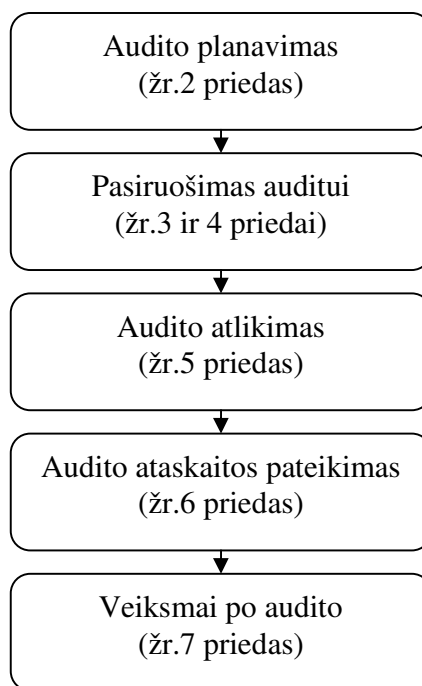 Audito planavimas
(žr.2 priedas)
Pasiruošimas auditui
(žr.3 ir 4 priedai)
Audito atlikimas
(žr.5 priedas)
Audito ataskaitos pateikimas
(žr.6 priedas)
Veiksmai po audito
(žr.7 priedas)